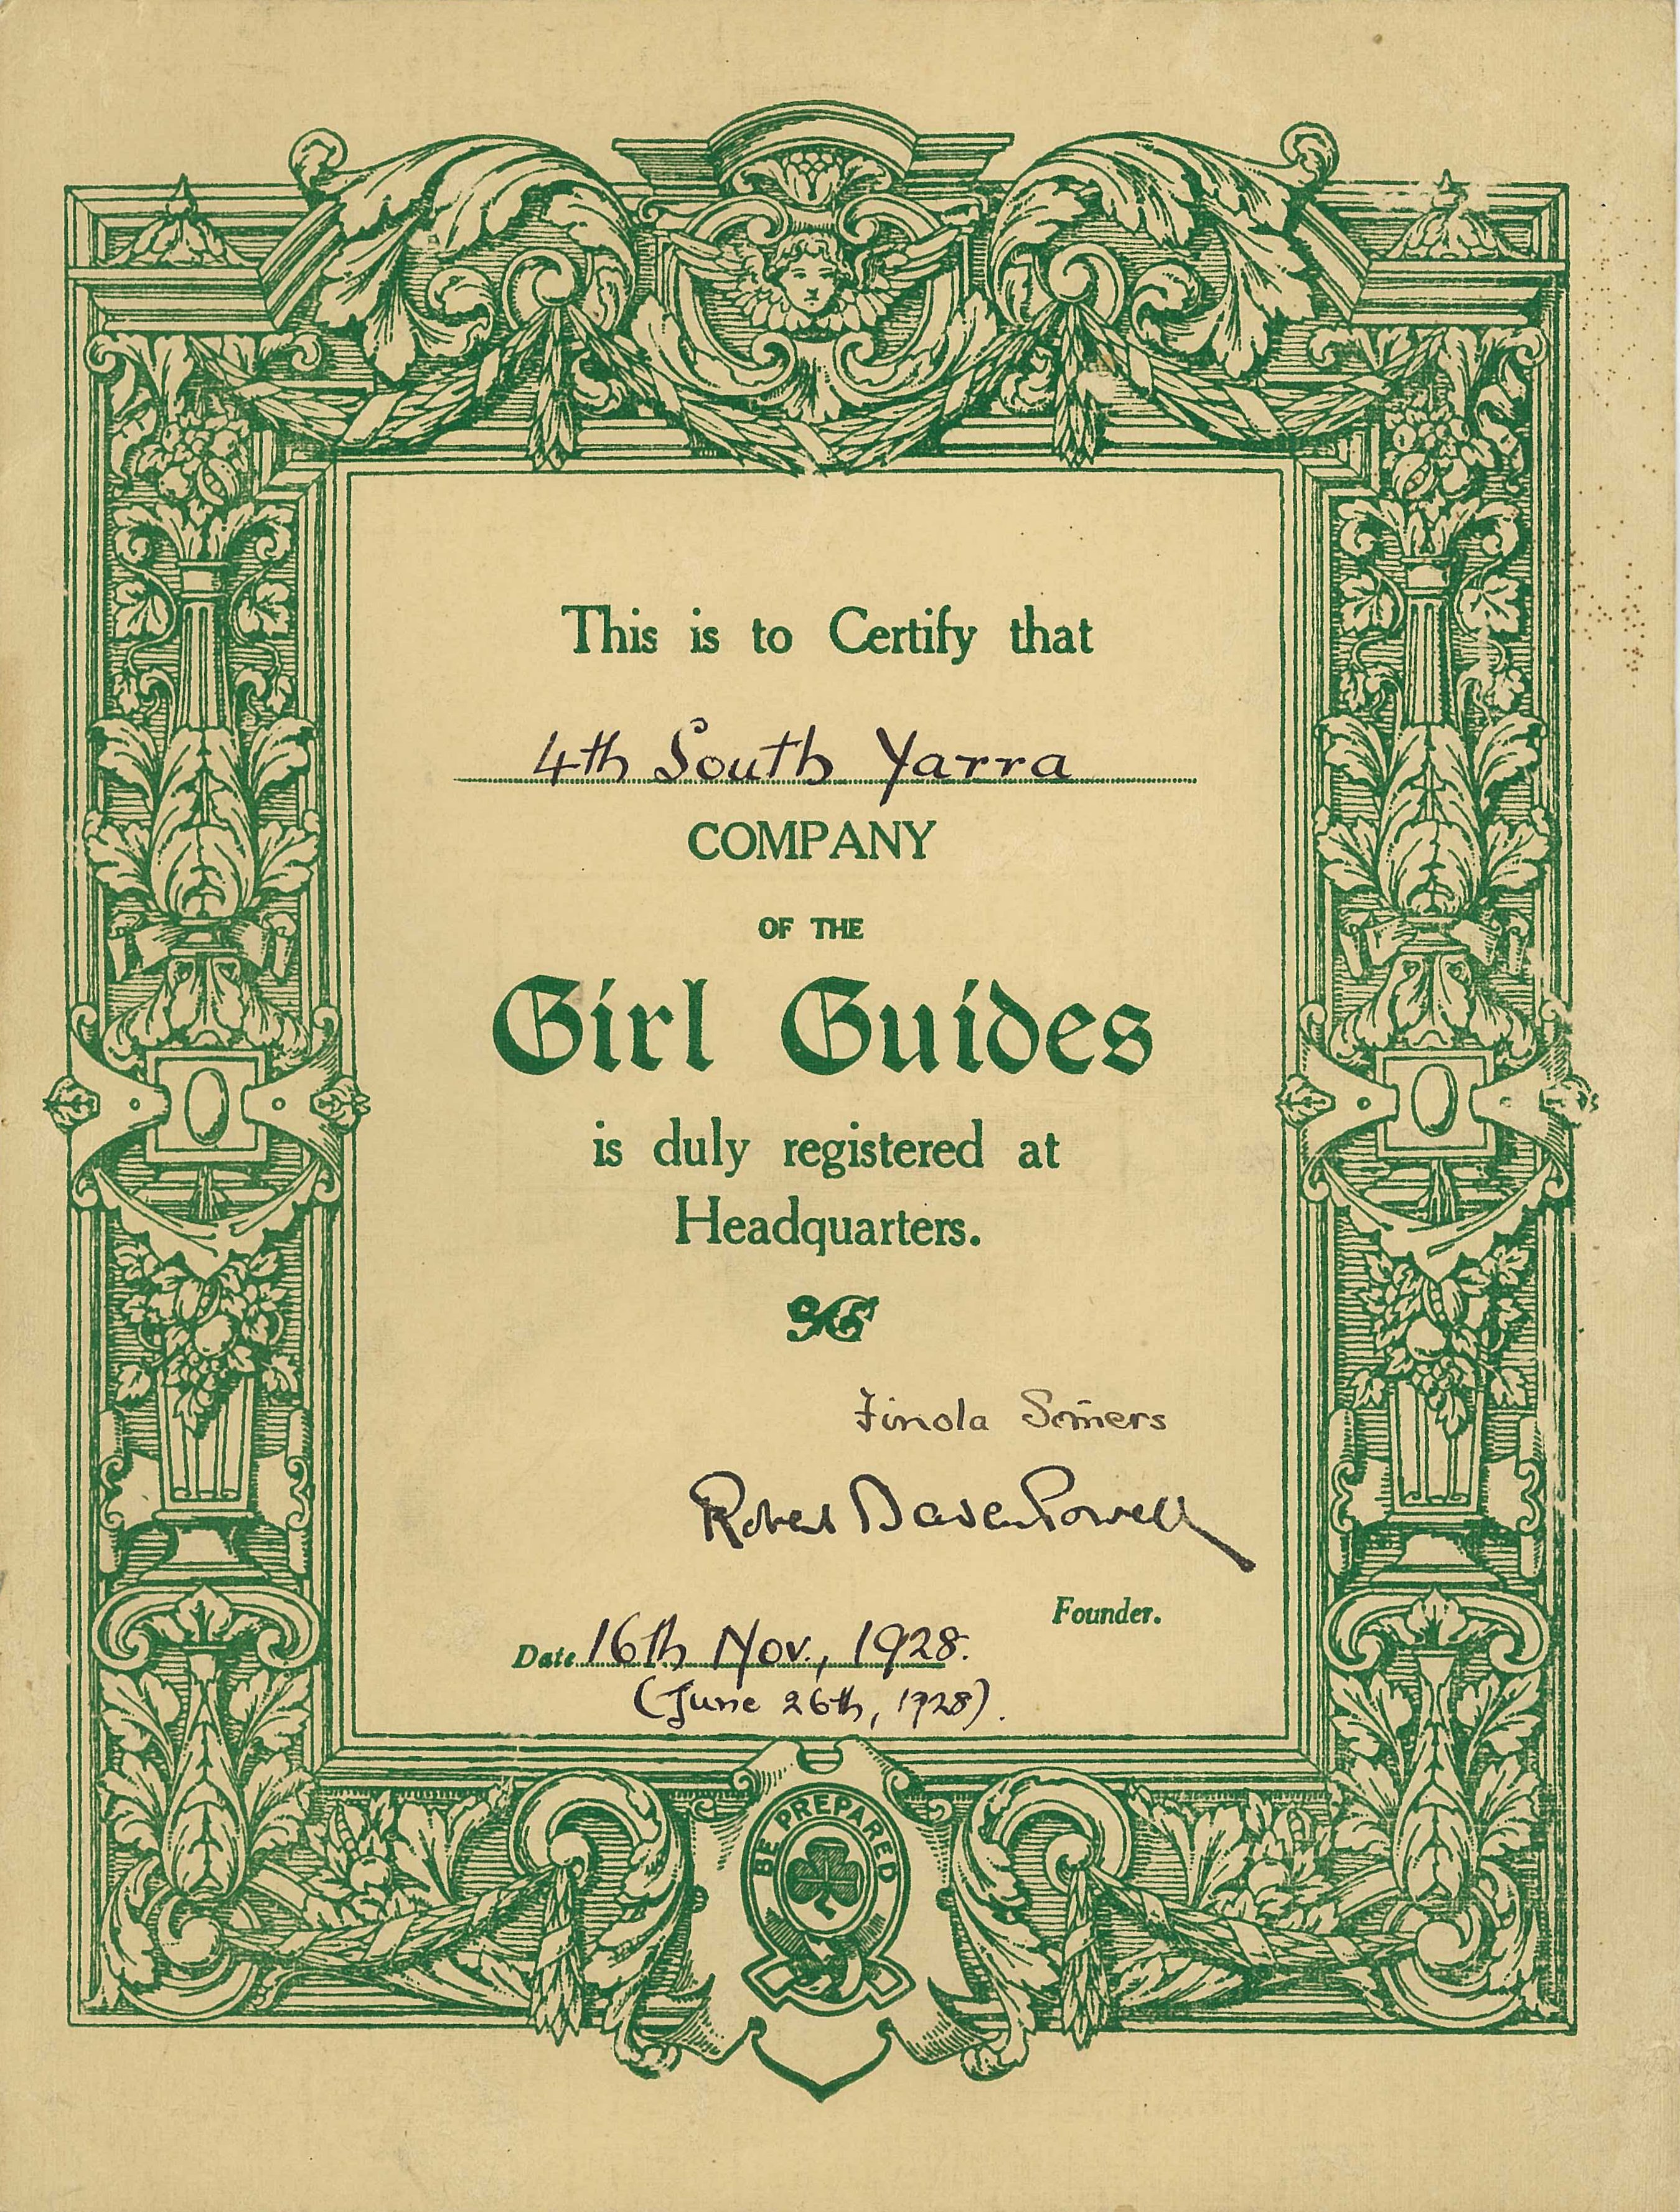 This is to Certify that
4th South Yarra
COMPANY
OF THE
Girl Guides
is duly registered at
Headquarters.
Finola Somers
Robert Baden Powell
Founder.
Date 16th Nov., 1928.
(June 26th, 1928).
BE PREPARED